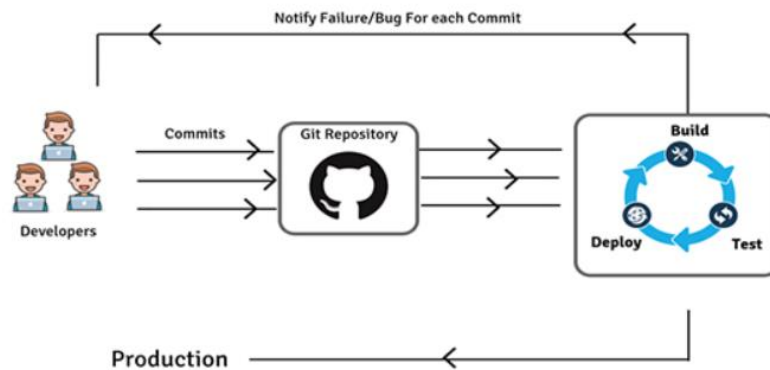 Notify Failure/Bug For each Commit
Commits
Git Repository
Build
Developers
Deploy
Test
Production